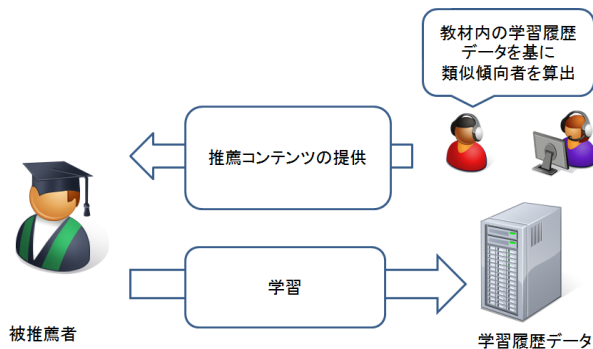 教材内の学習履歴
データを基に
類似傾向者を算出
推薦コンテンツの提供
学習
被推薦者
学習履歴データ